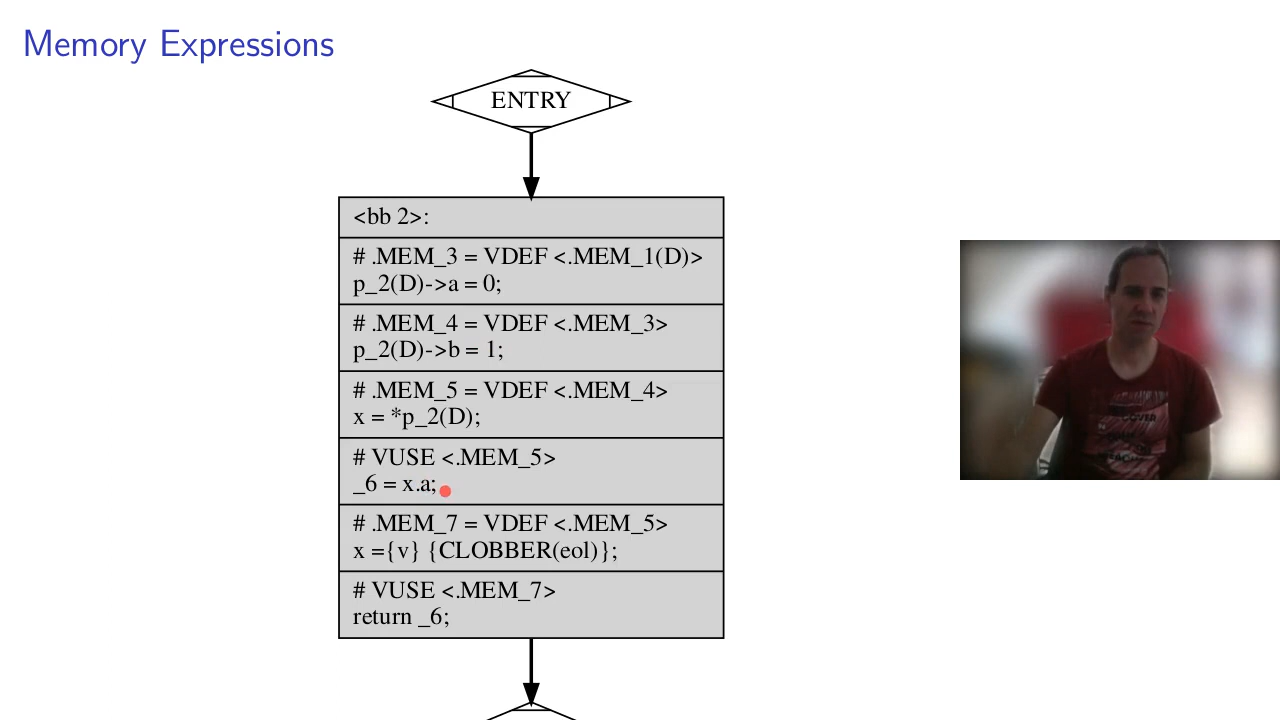 Memory Expressions
ENTRY
<bb 2>:
# .MEM_3 = VDEF <.MEM_1(D)>
p_2(D)->a = 0;
# .MEM_4 = VDEF <.MEM_3>
p_2(D)->b = 1;
# .MEM_5 = VDEF <.MEM_4>
x = *p_2(D);
# VUSE <.MEM_5>
_6 = x.a;
# .MEM_7 = VDEF <.MEM_5>
x ={v} {CLOBBER(eol)};
# VUSE <.MEM_7>
return _6;